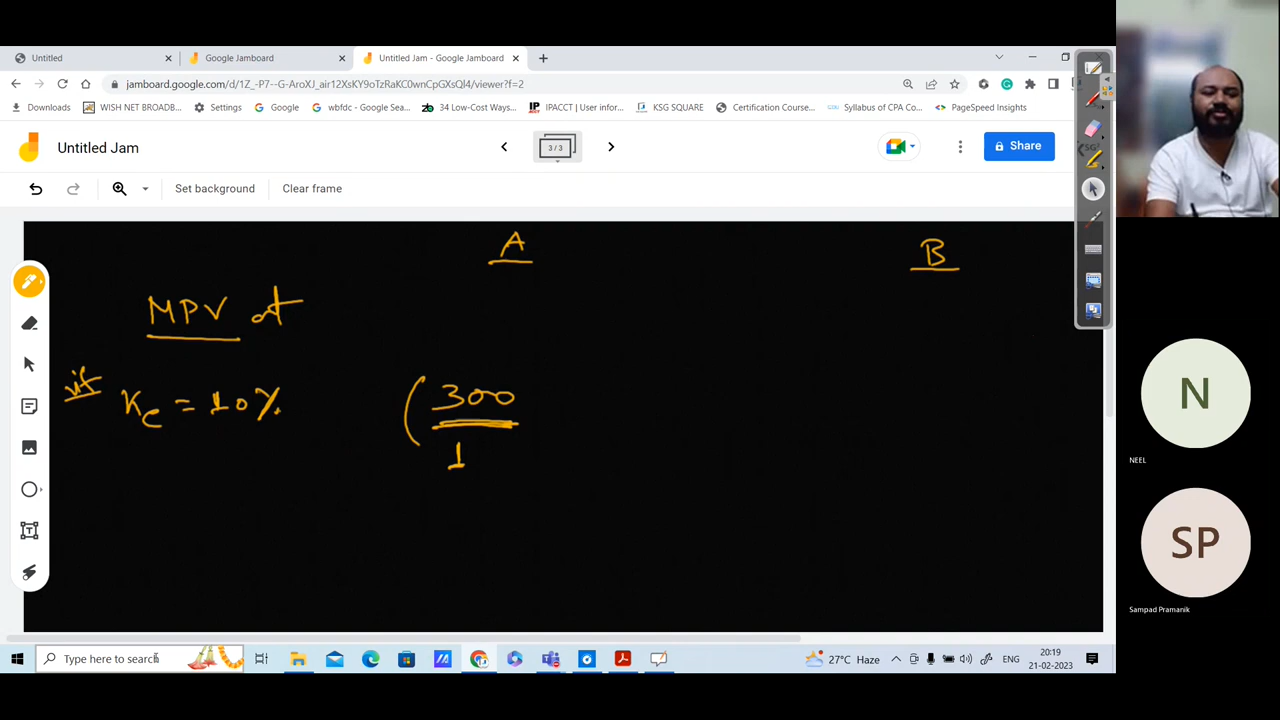 Untitled
Google Jamboard
Untitled Jam - Google Jamboard
jamboard.google.com/d/1Z_-P7--G-AroXJ_air12XsKY9oTzRaKC0wnCpGXsQl4/viewer?f=2
Downloads
WISH NET BROADB...
Settings
Google
wbfdc - Google Sea...
34 Low-Cost Ways...
IPACCT | User infor...
KSG SQUARE
Certification Course...
Syllabus of CPA Co...
PageSpeed Insights
Untitled Jam
3 / 3
Share
Set background
Clear frame
A
B
MPV at
if Ke = 10%
(300
1
N
NEEL
SP
Sampad Pramanik
Type here to search
27°C Haze
ENG
20:19
21-02-2023